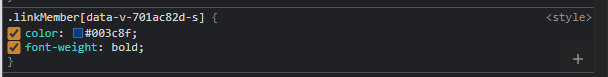 .linkMember[data-v-701ac82d-s] { <style>
color: #003c8f;
font-weight: bold;
}
+